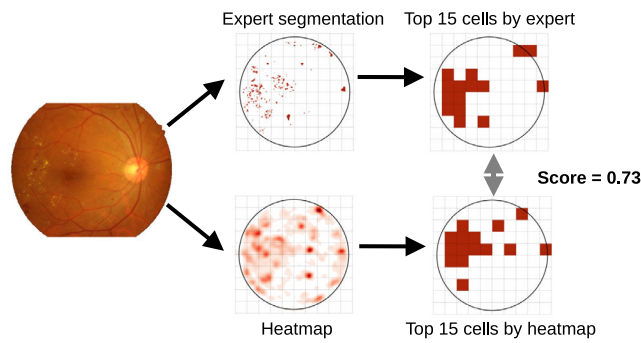 Expert segmentation
Top 15 cells by expert
Score = 0.73
Heatmap
Top 15 cells by heatmap